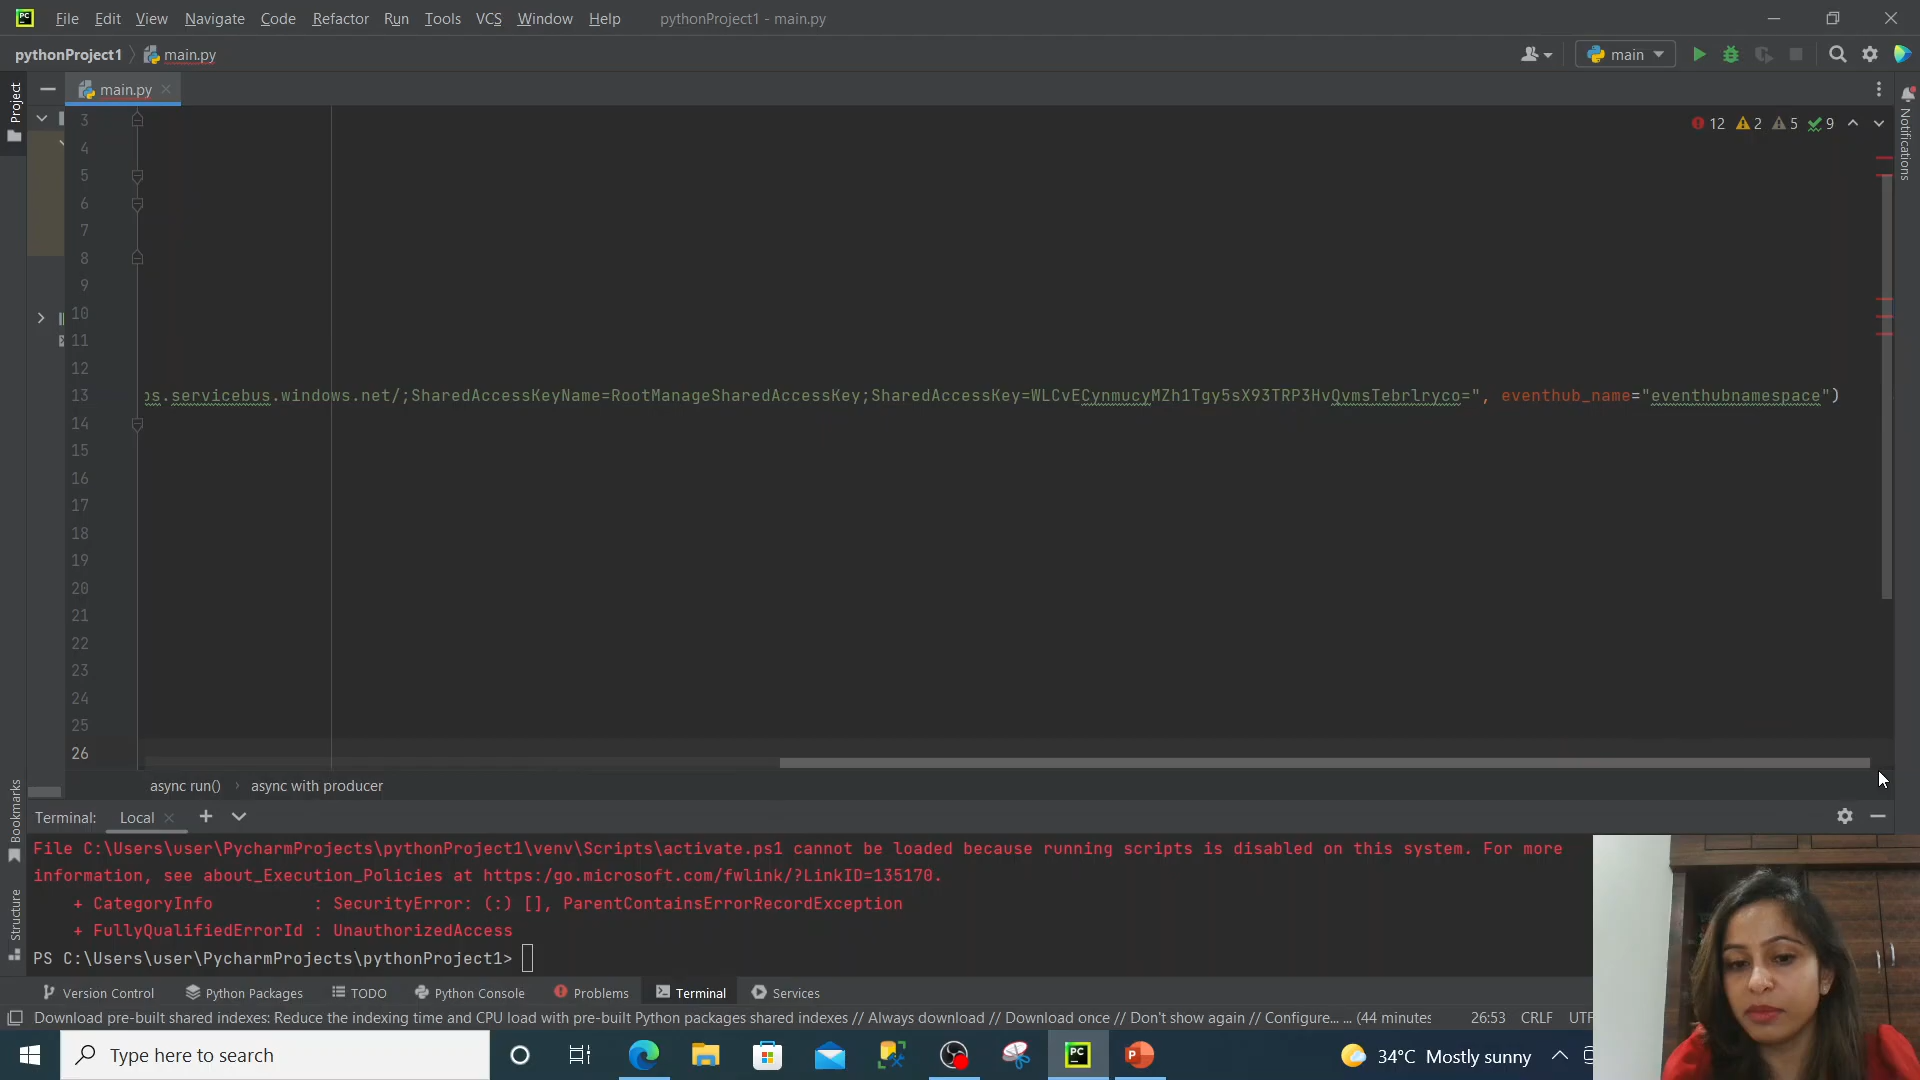 File Edit View Navigate Code Refactor Run Tools VCS Window Help pythonProject1 - main.py
pythonProject1 main.py main
Project
main.py
Notifications
12 2 5 9
3
4
5
6
7
8
9
10
11
12
13 .servicebus.windows.net/;SharedAccessKeyName=RootManageSharedAccessKey;SharedAccessKey=WLCvECynmucyMZh1Tgy5sX93TRP3HvQvmsTebrlryco=", eventhub_name="eventhubnamespace")
14
15
16
17
18
19
20
21
22
23
24
25
26
async run() async with producer
Bookmarks
Structure
Terminal: Local
File C:\Users\user\PycharmProjects\pythonProject1\venv\Scripts\activate.ps1 cannot be loaded because running scripts is disabled on this system. For more
information, see about_Execution_Policies at https:/go.microsoft.com/fwlink/?LinkID=135170.
+ CategoryInfo : SecurityError: (:) [], ParentContainsErrorRecordException
+ FullyQualifiedErrorId : UnauthorizedAccess
PS C:\Users\user\PycharmProjects\pythonProject1>
Version Control Python Packages TODO Python Console Problems Terminal Services
Download pre-built shared indexes: Reduce the indexing time and CPU load with pre-built Python packages shared indexes // Always download // Download once // Don't show again // Configure... ... (44 minutes 26:53 CRLF UTF
Type here to search PC 34°C Mostly sunny